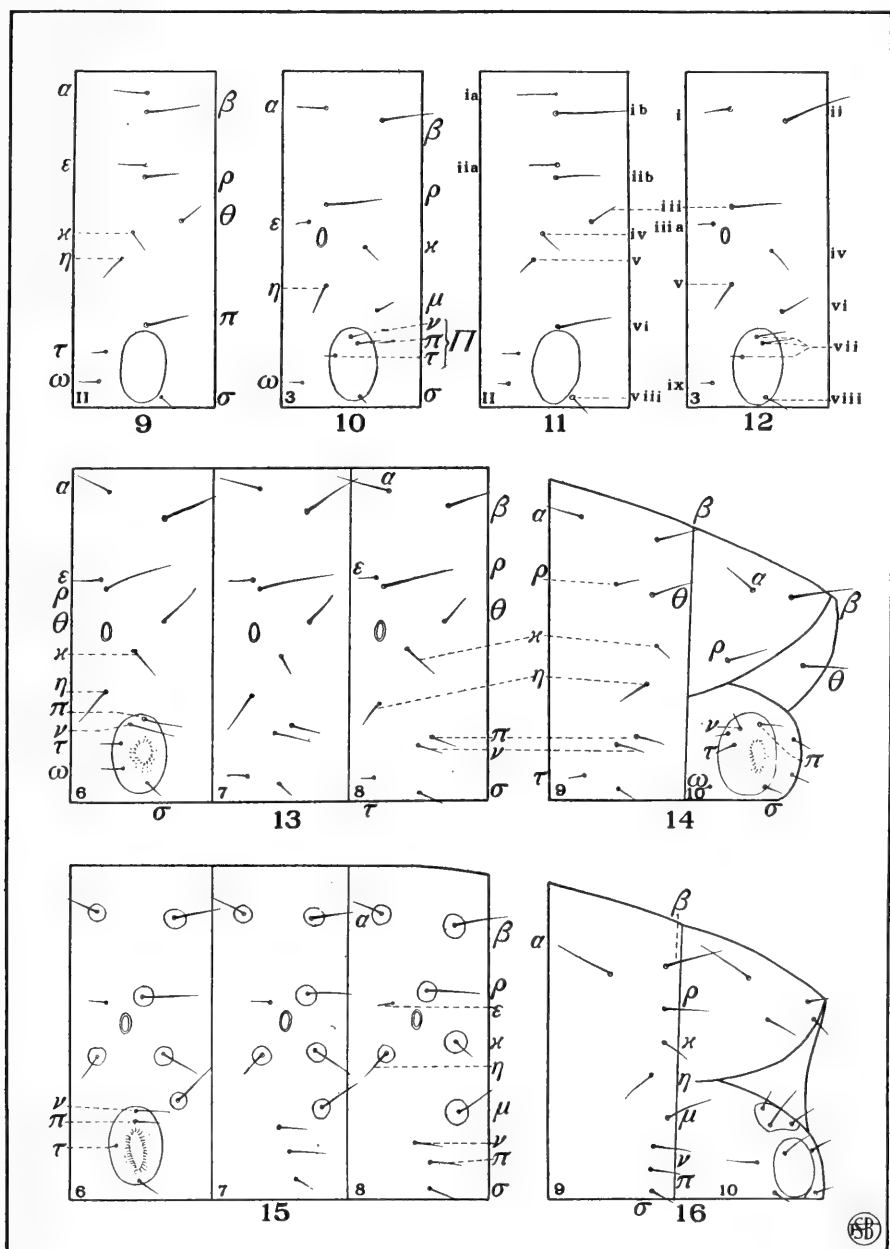 α β ε ρ θ ϰ η π τ ω σ II
9
α β ρ ε ϰ η μ ν π τ Π ω σ 3
10
ia ib iia iib iii iv v vi viii II
11
i ii iii iiia iv v vi vii ix viii 3
12
α β ε ρ θ ϰ η π ν τ ω σ 6
7
α β ε ρ θ ϰ η π ν σ τ 8
13
α β ρ θ ϰ η π ν τ 9
α β ρ θ ν τ π ω σ 10
14
ν π τ 6
7
α β ρ ε ϰ η μ ν π σ 8
15
α β ρ ϰ η μ ν π σ 9
10
16